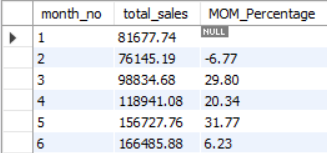 month_no total_sales MOM_Percentage
1 81677.74 NULL
2 76145.19 -6.77
3 98834.68 29.80
4 118941.08 20.34
5 156727.76 31.77
6 166485.88 6.23